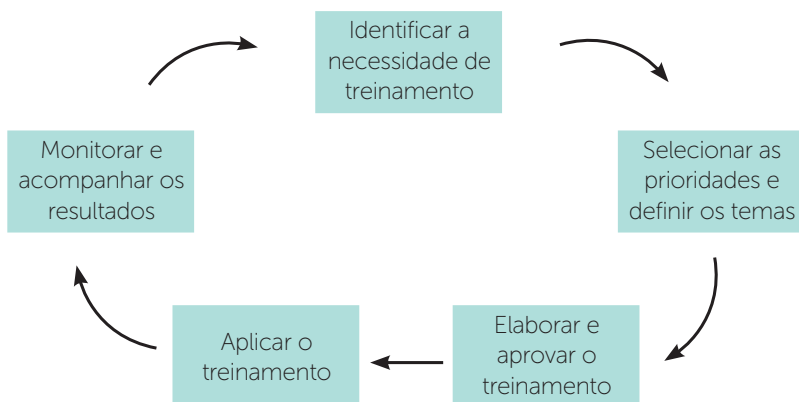 Identificar a
necessidade de
treinamento
Selecionar as
prioridades e
definir os temas
Elaborar e
aprovar o
treinamento
Aplicar o
treinamento
Monitorar e
acompanhar os
resultados